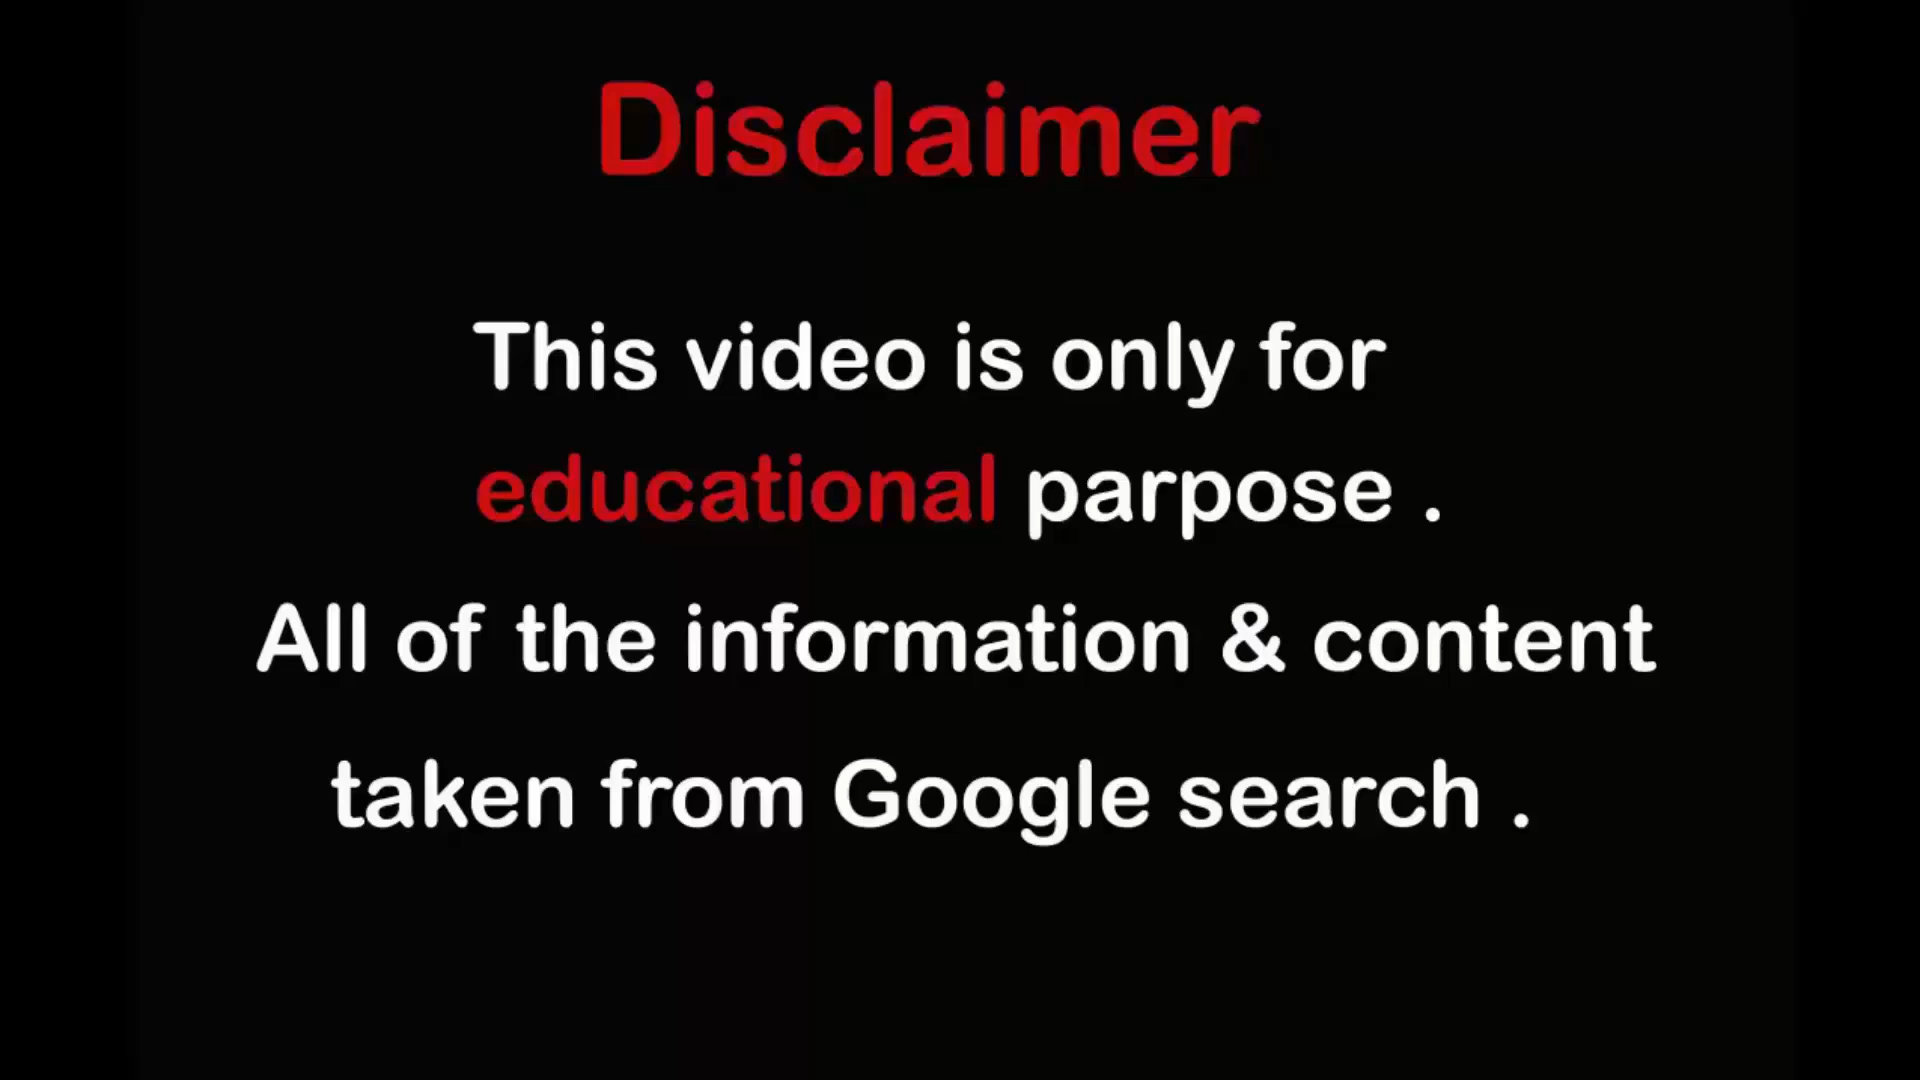 Disclaimer
This video is only for
educational parpose .
All of the information & content
taken from Google search .